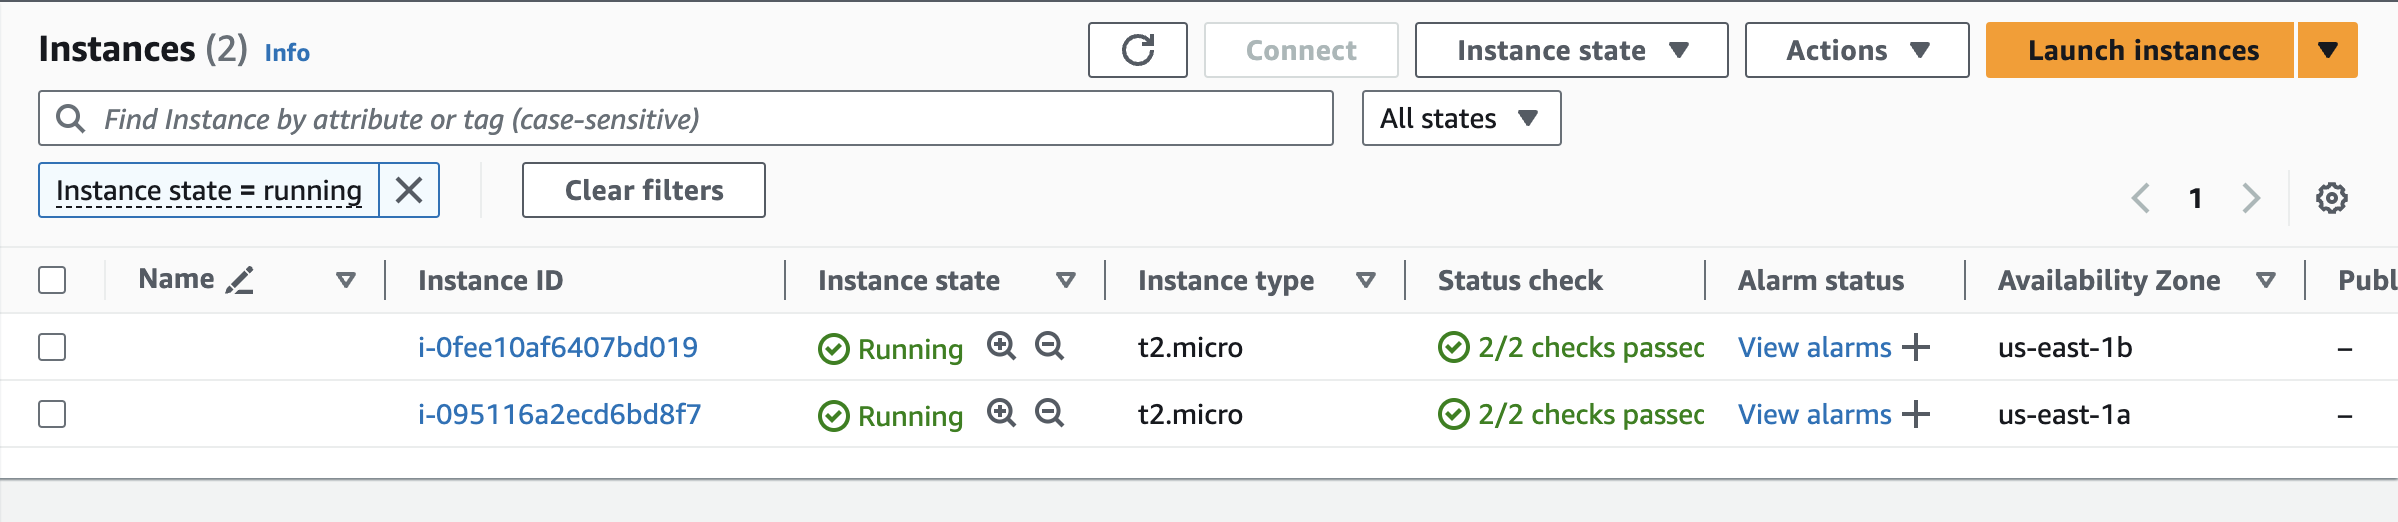 Instances (2) Info Connect Instance state Actions Launch instances
Find Instance by attribute or tag (case-sensitive) All states
Instance state = running Clear filters 1
Name Instance ID Instance state Instance type Status check Alarm status Availability Zone Publ
i-0fee10af6407bd019 Running t2.micro 2/2 checks passec View alarms + us-east-1b –
i-095116a2ecd6bd8f7 Running t2.micro 2/2 checks passec View alarms + us-east-1a –